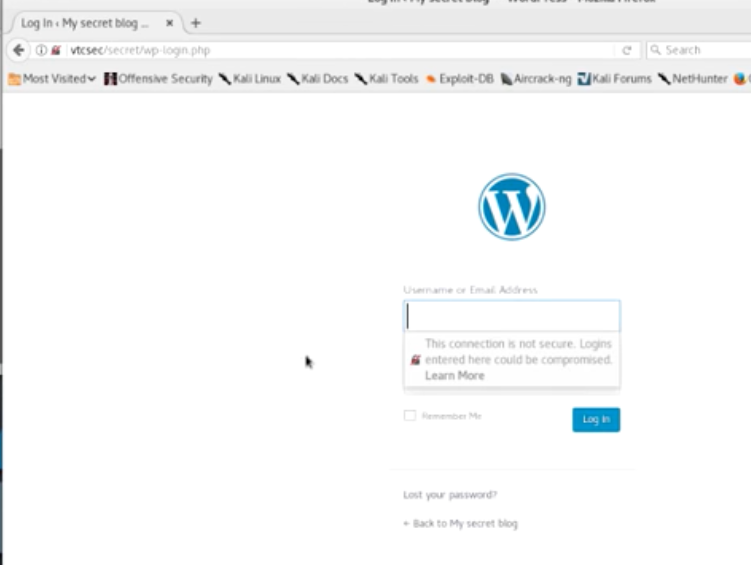 Log In ‹ My secret blog — WordPress - Mozilla Firefox
Log In ‹ My secret blog ... × +
vtcsec/secret/wp-login.php
Search
Most Visited Offensive Security Kali Linux Kali Docs Kali Tools Exploit-DB Aircrack-ng Kali Forums NetHunter
Username or Email Address
This connection is not secure. Logins
entered here could be compromised.
Learn More
Remember Me
Log In
Lost your password?
← Back to My secret blog